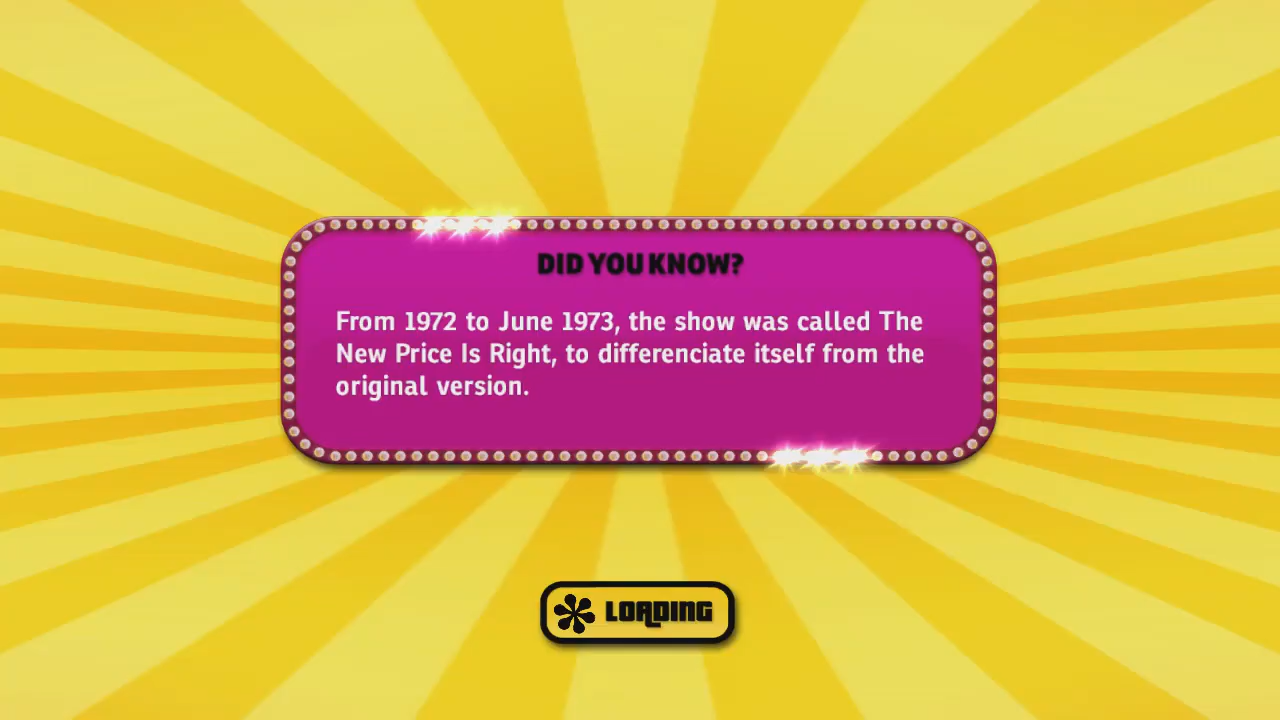 DID YOU KNOW?
From 1972 to June 1973, the show was called The
New Price Is Right, to differenciate itself from the
original version.
LOADING